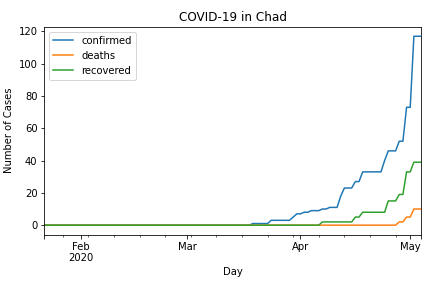 COVID-19 in Chad
confirmed
deaths
recovered
Number of Cases
120
100
80
60
40
20
0
Feb
2020
Mar
Apr
May
Day